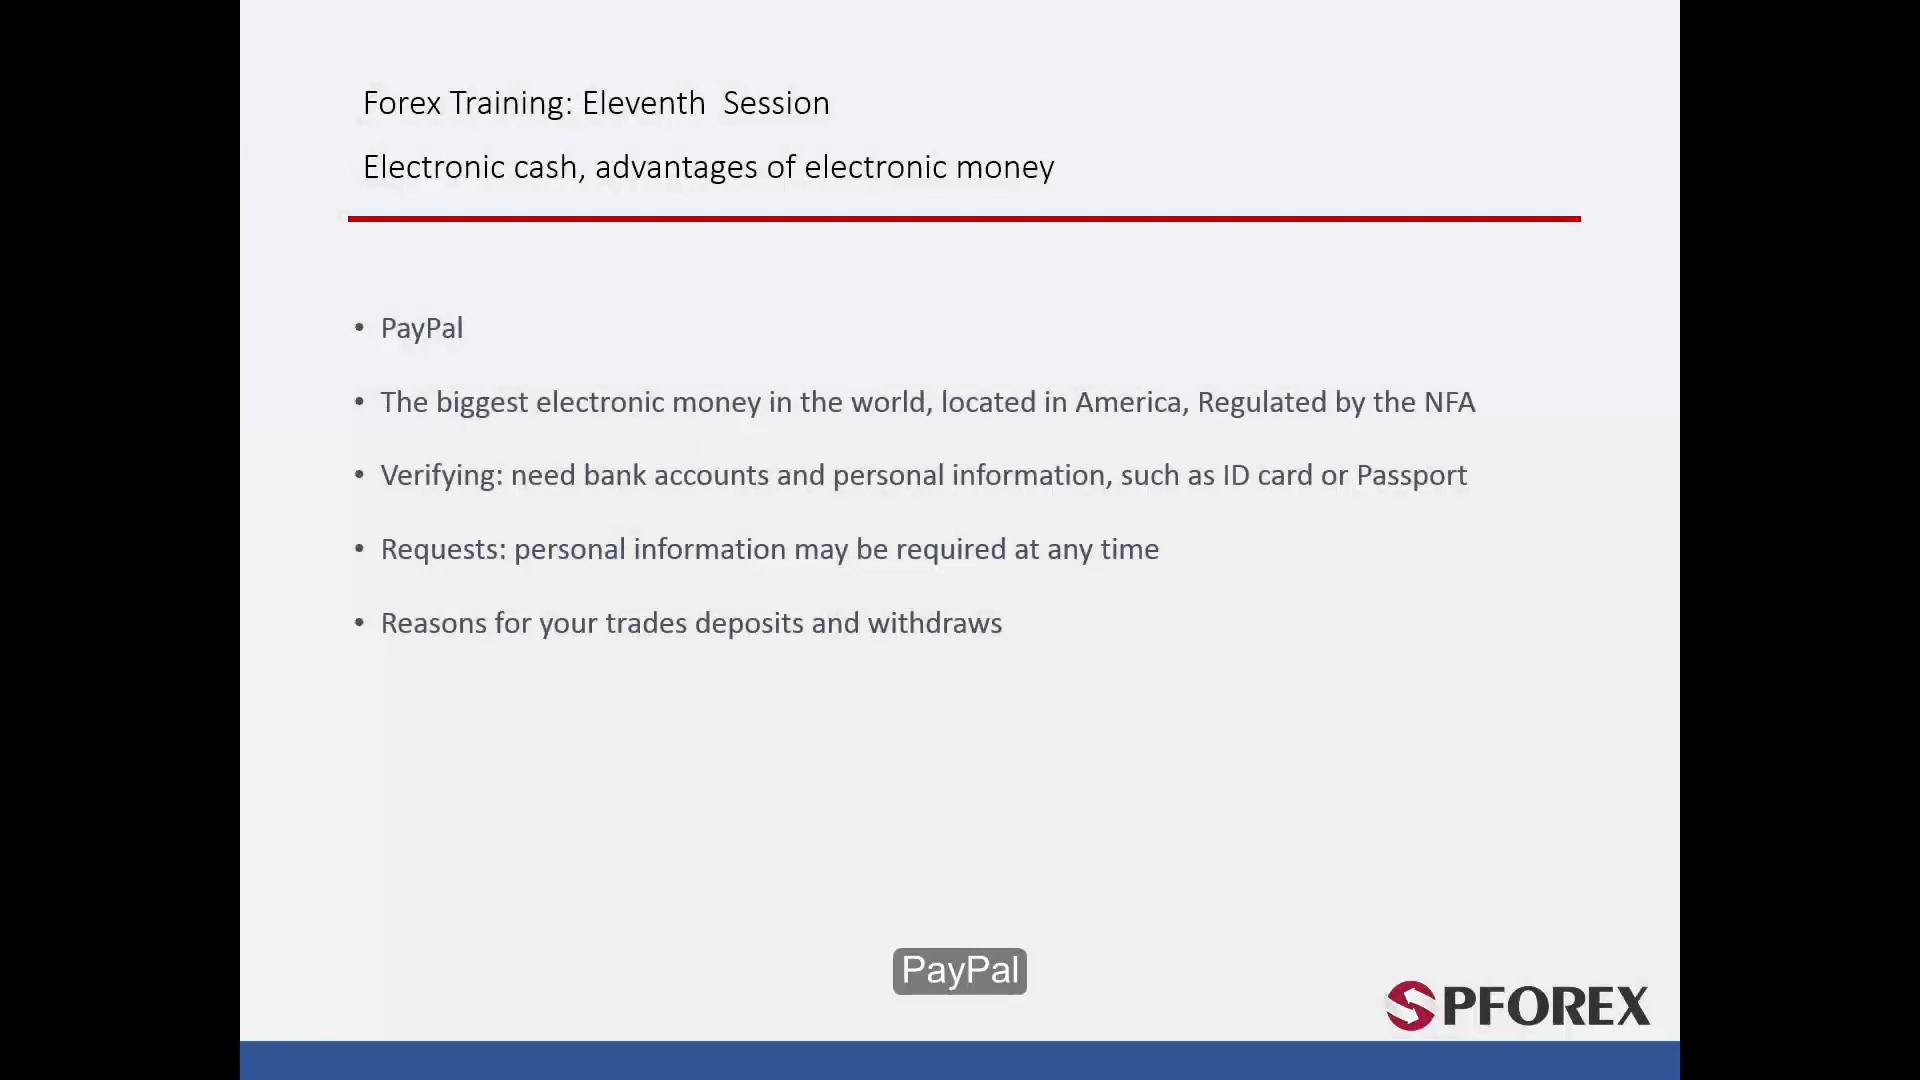 Forex Training: Eleventh  Session
Electronic cash, advantages of electronic money
• PayPal
• The biggest electronic money in the world, located in America, Regulated by the NFA
• Verifying: need bank accounts and personal information, such as ID card or Passport
• Requests: personal information may be required at any time
• Reasons for your trades deposits and withdraws
PayPal
SPFOREX